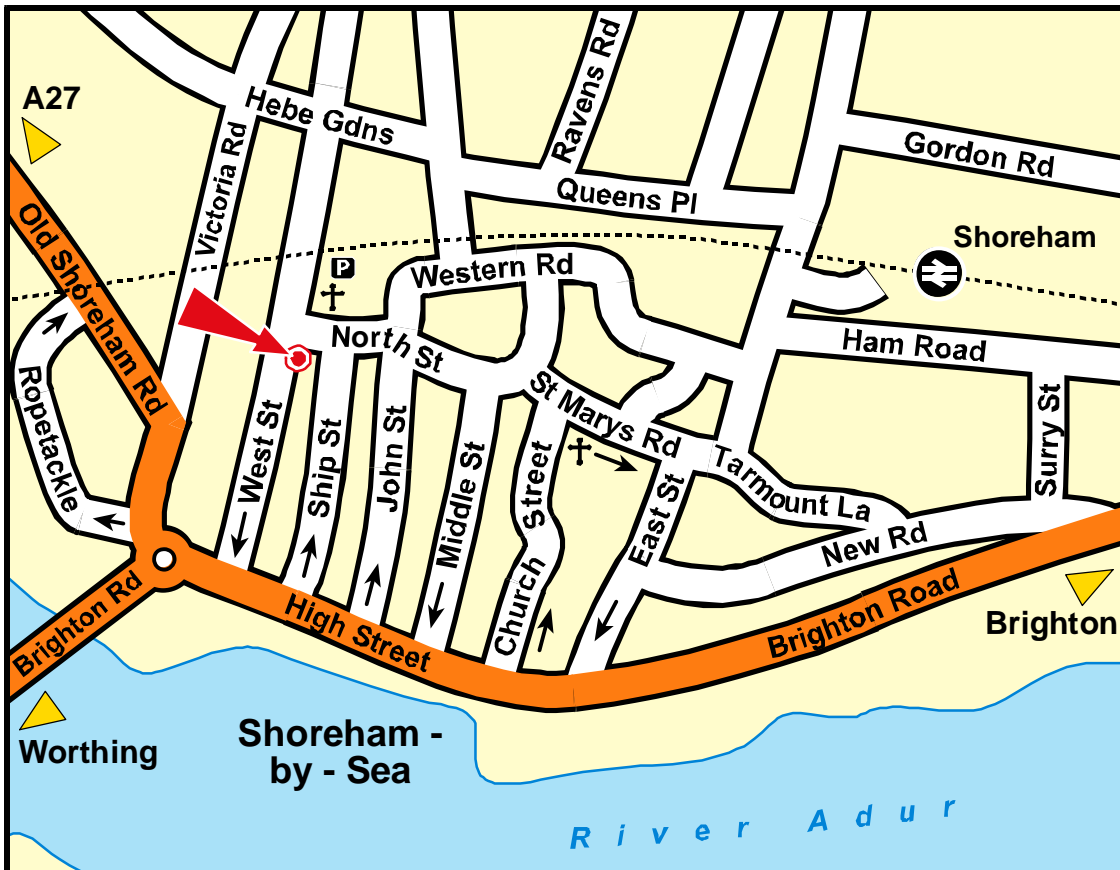 A27
Hebe Gdns
Ravens Rd
Gordon Rd
Victoria Rd
Queens Pl
Old Shoreham Rd
Shoreham
P
Western Rd
North St
Ham Road
Ropetackle
West St
Ship St
John St
Middle St
Church Street
St Marys Rd
East St
Tarmount La
Surry St
New Rd
Brighton Rd
High Street
Brighton Road
Brighton
Worthing
Shoreham -
by - Sea
River Adur